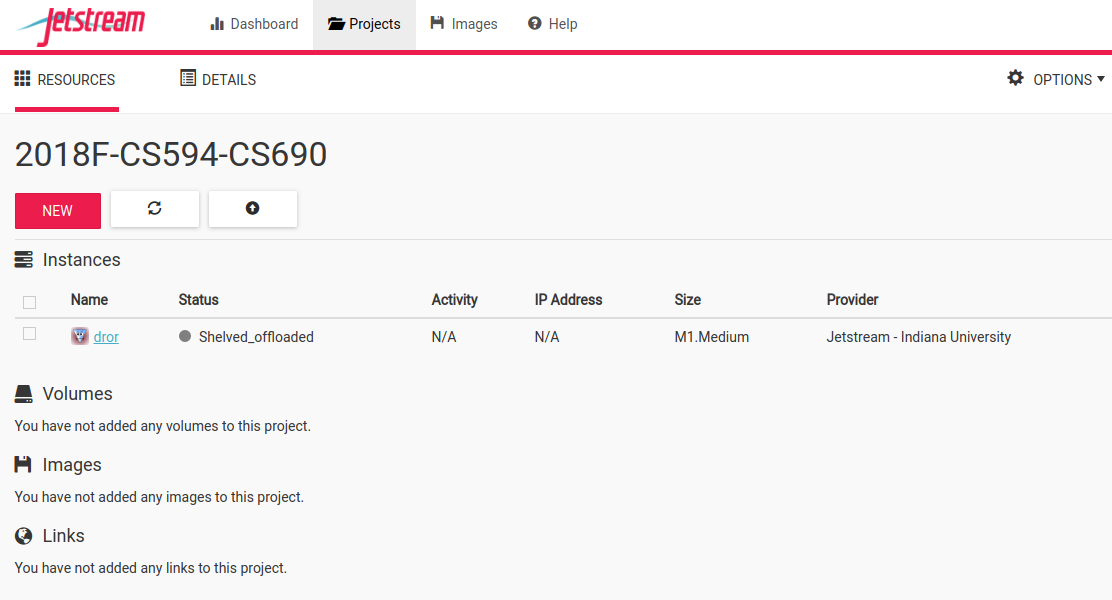 Jetstream Dashboard Projects Images Help
RESOURCES DETAILS OPTIONS
2018F-CS594-CS690
NEW
Instances
Name Status Activity IP Address Size Provider
dror Shelved_offloaded N/A N/A M1.Medium Jetstream - Indiana University
Volumes
You have not added any volumes to this project.
Images
You have not added any images to this project.
Links
You have not added any links to this project.